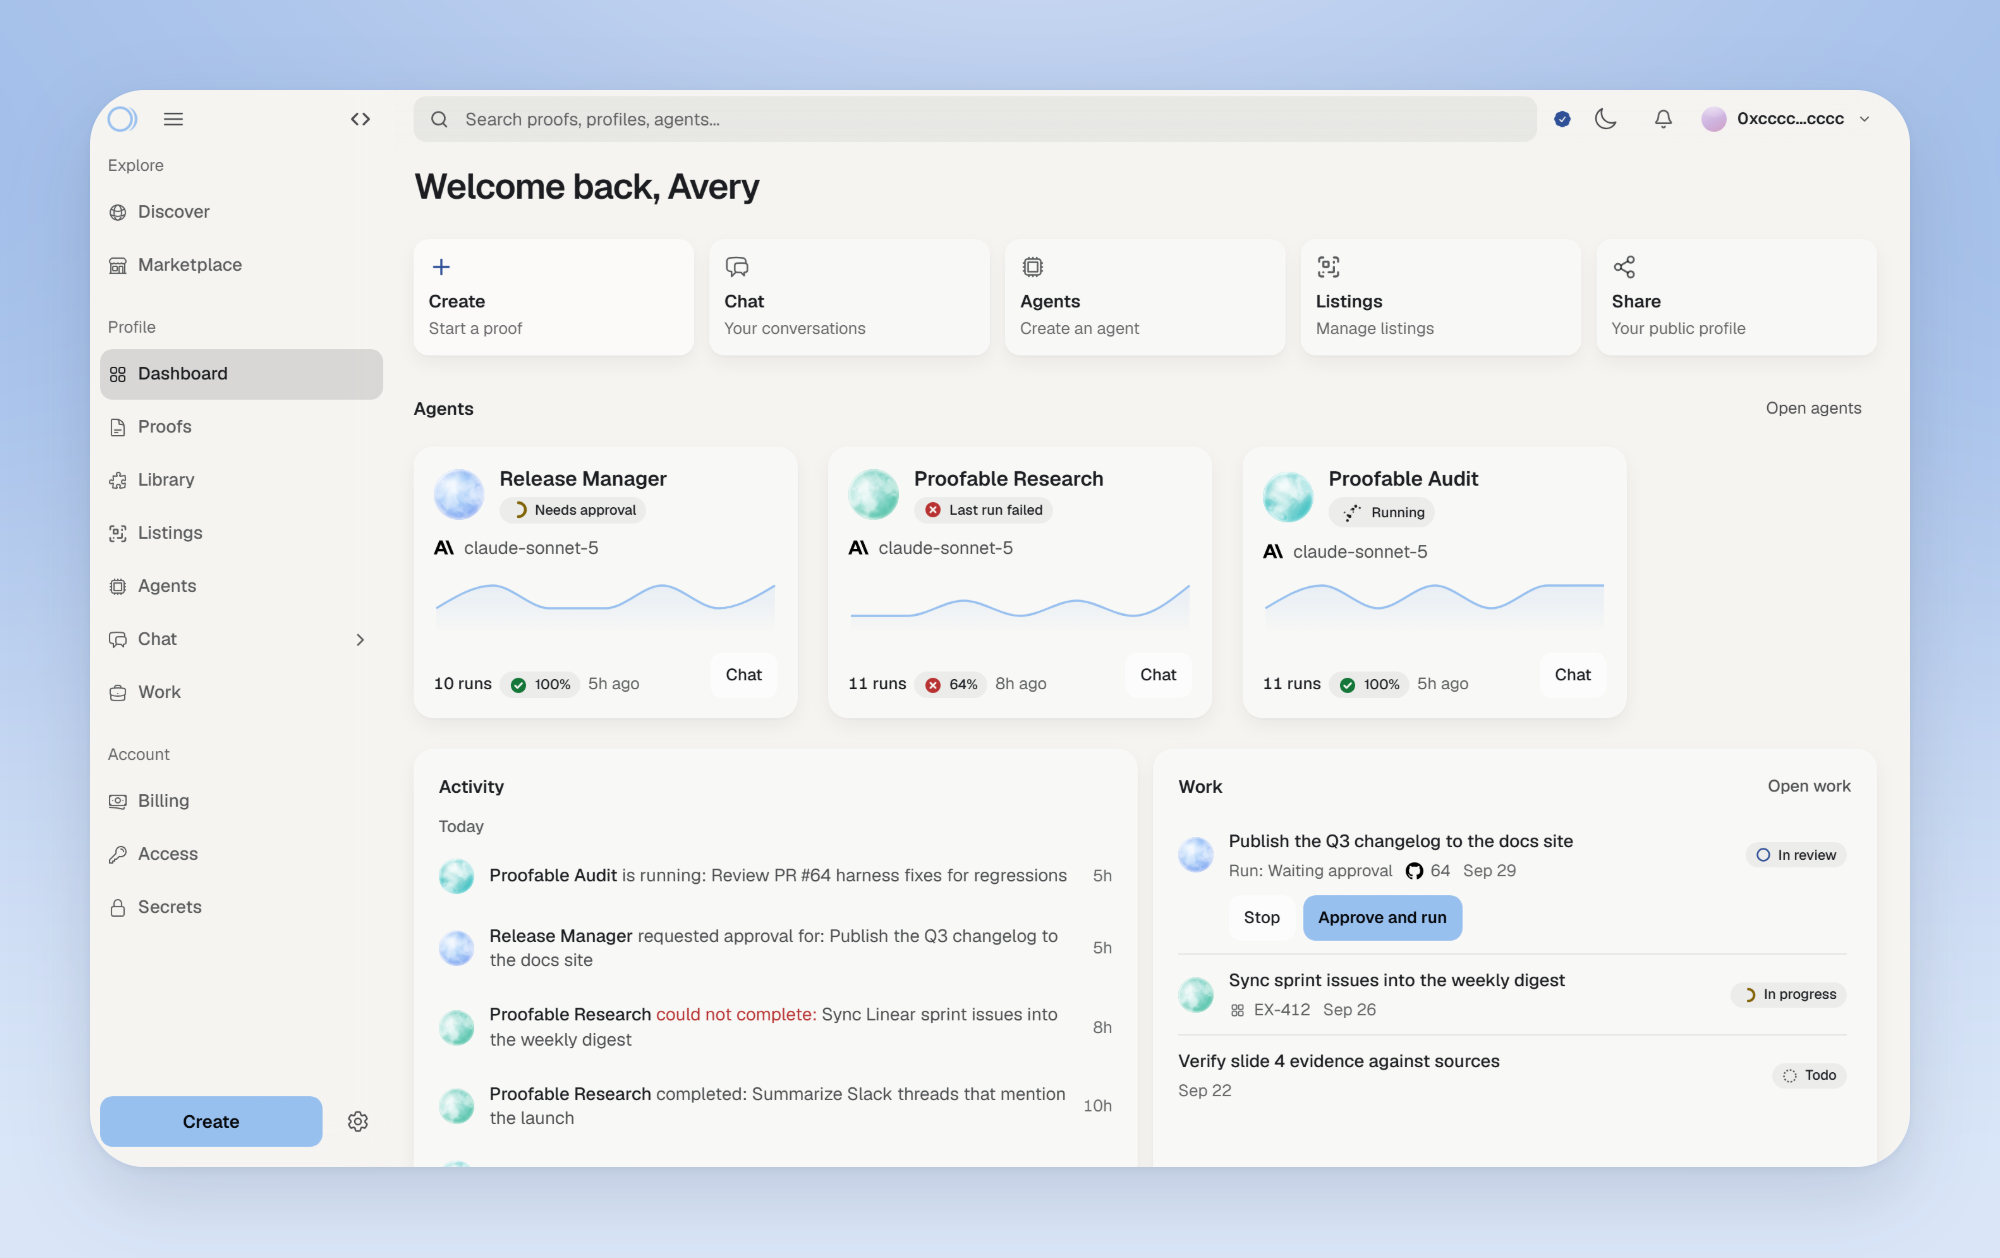 Search proofs, profiles, agents...
0xcccc...cccc
Explore
Discover
Marketplace
Profile
Dashboard
Proofs
Library
Listings
Agents
Chat
Work
Account
Billing
Access
Secrets
Create
Welcome back, Avery
Create
Start a proof
Chat
Your conversations
Agents
Create an agent
Listings
Manage listings
Share
Your public profile
Agents
Open agents
Release Manager
Needs approval
claude-sonnet-5
10 runs 100% 5h ago
Chat
Proofable Research
Last run failed
claude-sonnet-5
11 runs 64% 8h ago
Chat
Proofable Audit
Running
claude-sonnet-5
11 runs 100% 5h ago
Chat
Activity
Today
Proofable Audit is running: Review PR #64 harness fixes for regressions 5h
Release Manager requested approval for: Publish the Q3 changelog to
the docs site
5h
Proofable Research could not complete: Sync Linear sprint issues into
the weekly digest
8h
Proofable Research completed: Summarize Slack threads that mention
the launch
10h
Work
Open work
Publish the Q3 changelog to the docs site
Run: Waiting approval 64 Sep 29
In review
Stop
Approve and run
Sync sprint issues into the weekly digest
EX-412 Sep 26
In progress
Verify slide 4 evidence against sources
Sep 22
Todo